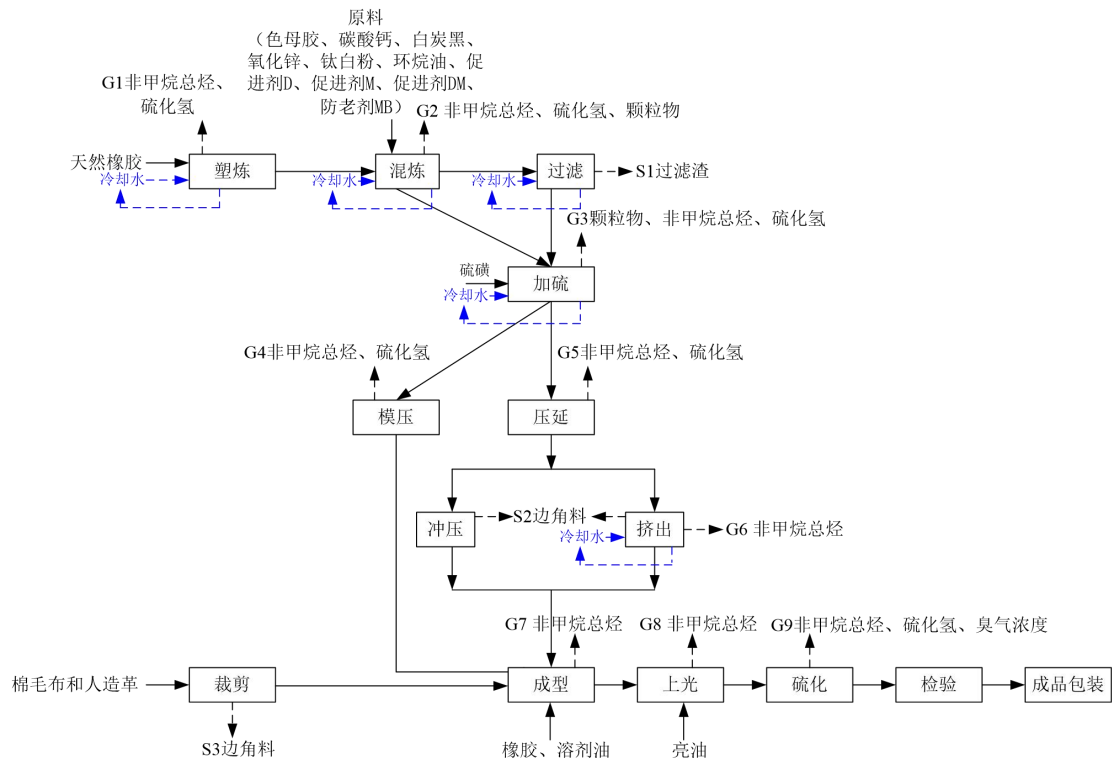 原料
（色母胶、碳酸钙、白炭黑、
氧化锌、钛白粉、环烷油、促
进剂D、促进剂M、促进剂DM、
防老剂MB）
G1非甲烷总烃、
硫化氢
G2 非甲烷总烃、硫化氢、颗粒物
天然橡胶
塑炼
混炼
过滤
S1过滤渣
冷却水
冷却水
冷却水
G3颗粒物、非甲烷总烃、硫化氢
硫磺
加硫
冷却水
G4非甲烷总烃、硫化氢
G5非甲烷总烃、硫化氢
模压
压延
冲压
S2边角料
挤出
G6 非甲烷总烃
冷却水
G7 非甲烷总烃
G8 非甲烷总烃
G9非甲烷总烃、硫化氢、臭气浓度
棉毛布和人造革
裁剪
成型
上光
硫化
检验
成品包装
S3边角料
橡胶、溶剂油
亮油